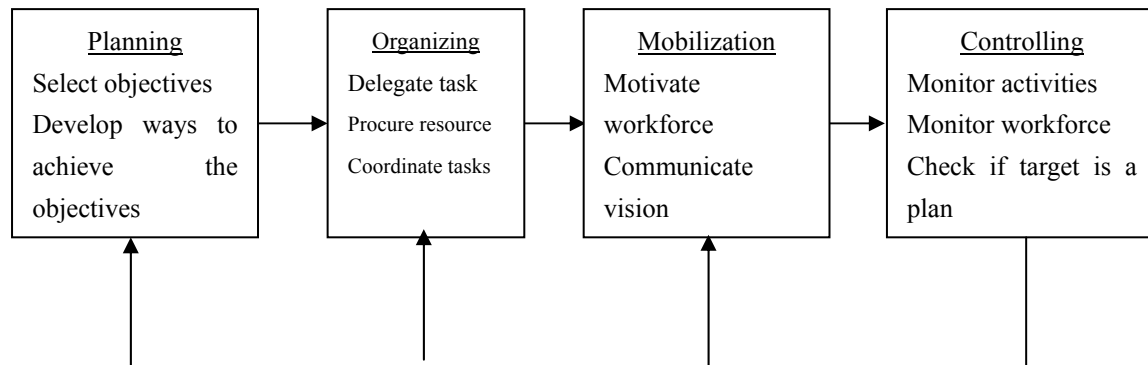 Planning
Select objectives
Develop ways to
achieve the
objectives
Organizing
Delegate task
Procure resource
Coordinate tasks
Mobilization
Motivate
workforce
Communicate
vision
Controlling
Monitor activities
Monitor workforce
Check if target is a
plan